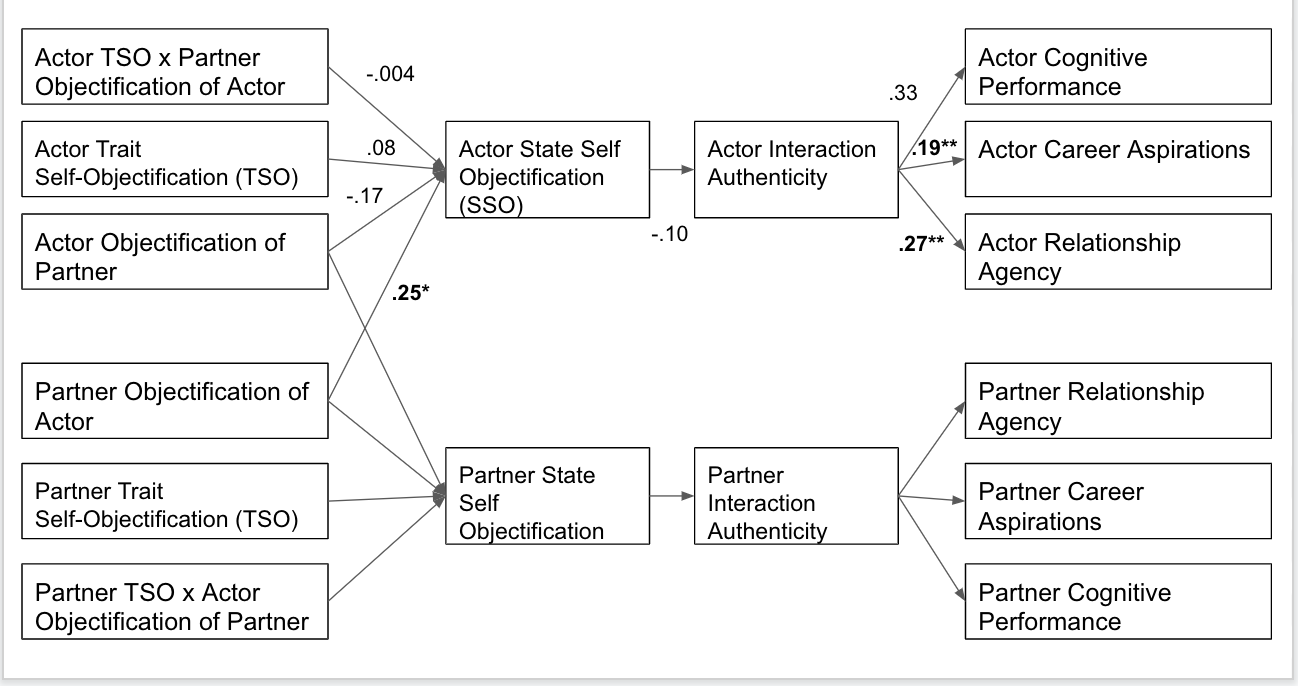 Actor TSO x Partner
Objectification of Actor
-.004
Actor Trait
Self-Objectification (TSO)
.08
Actor Objectification of
Partner
-.17
.25*
Actor State Self
Objectification
(SSO)
-.10
Actor Interaction
Authenticity
.33
.19**
.27**
Actor Cognitive
Performance
Actor Career Aspirations
Actor Relationship
Agency
Partner Objectification of
Actor
Partner Trait
Self-Objectification (TSO)
Partner TSO x Actor
Objectification of Partner
Partner State
Self
Objectification
Partner
Interaction
Authenticity
Partner Relationship
Agency
Partner Career
Aspirations
Partner Cognitive
Performance